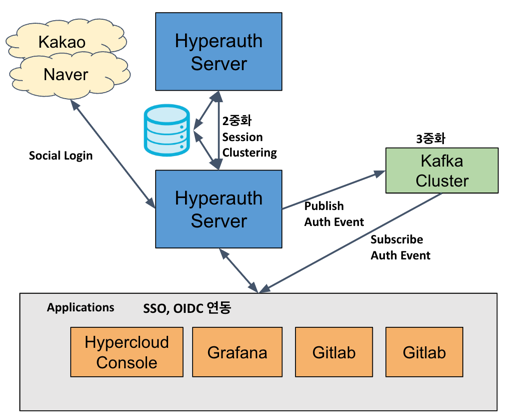 Kakao
Naver
Hyperauth
Server
2중화
Session
Clustering
Social Login
3중화
Kafka
Cluster
Hyperauth
Server
Publish
Auth Event
Subscribe
Auth Event
Applications
SSO, OIDC 연동
Hypercloud
Console
Grafana
Gitlab
Gitlab